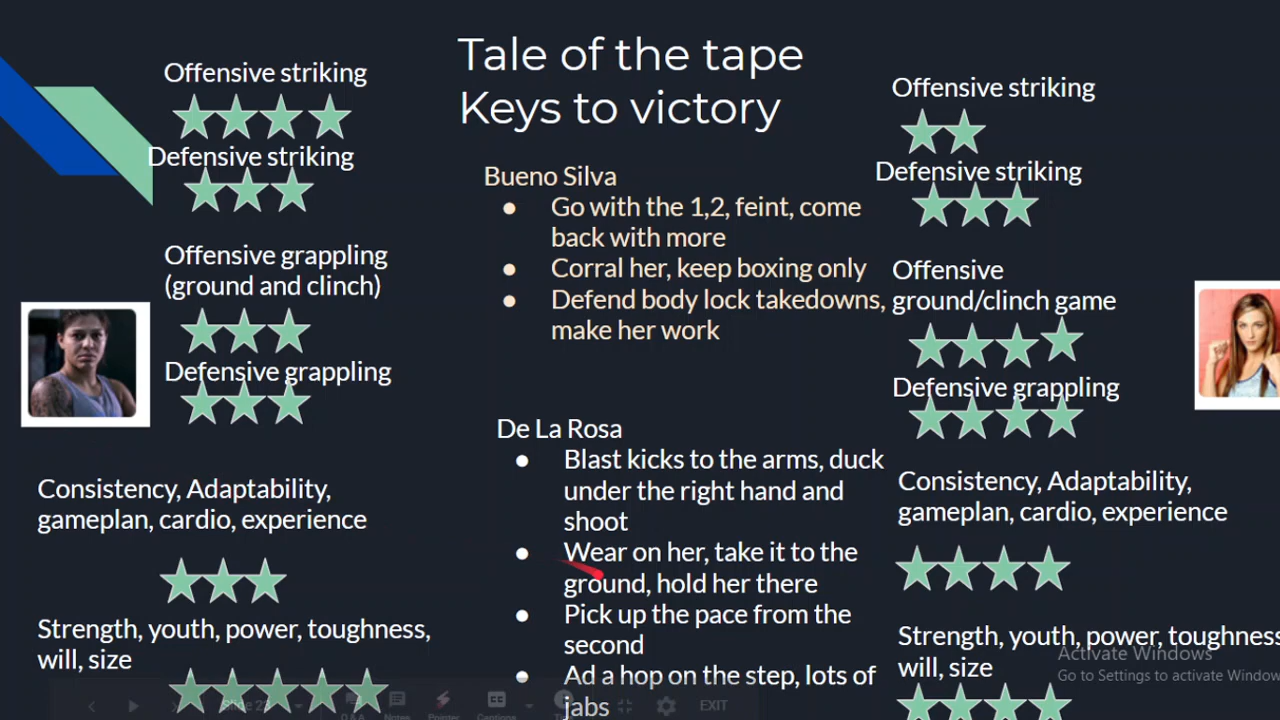 Tale of the tape
Keys to victory
Offensive striking
Defensive striking
Offensive grappling
(ground and clinch)
Defensive grappling
Consistency, Adaptability,
gameplan, cardio, experience
Strength, youth, power, toughness,
will, size
Bueno Silva
● Go with the 1,2, feint, come
back with more
● Corral her, keep boxing only
● Defend body lock takedowns,
make her work
De La Rosa
● Blast kicks to the arms, duck
under the right hand and
shoot
● Wear on her, take it to the
ground, hold her there
● Pick up the pace from the
second
● Ad a hop on the step, lots of
jabs
Offensive striking
Defensive striking
Offensive
ground/clinch game
Defensive grappling
Consistency, Adaptability,
gameplan, cardio, experience
Strength, youth, power, toughness
will, size
Activate Windows
Go to Settings to activate Window
Slide
Q & A
Notes
Pointer
Captions
EXIT